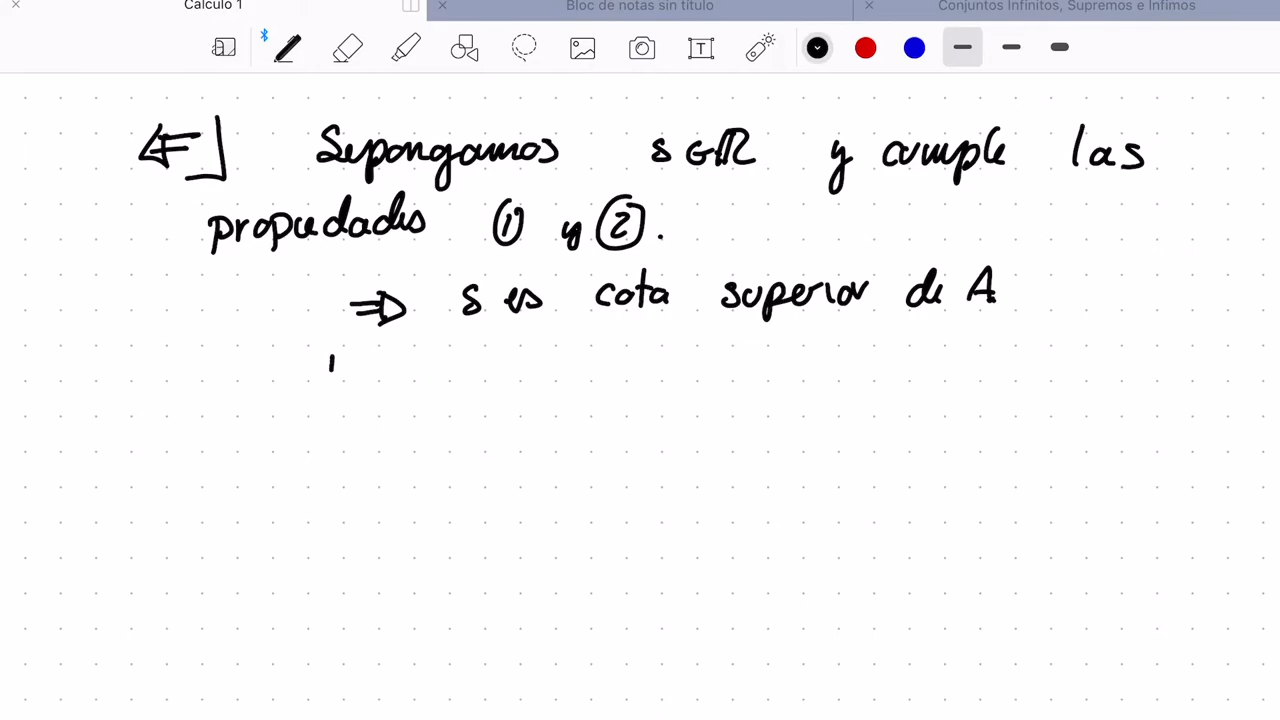 Calculo 1
Bloc de notas sin título
Conjuntos Infinitos, Supremos e Infimos
T
⇐] Supongamos s∈ℝ y cumple las
propiedades ① y ②.
⇒ s es cota superior de A